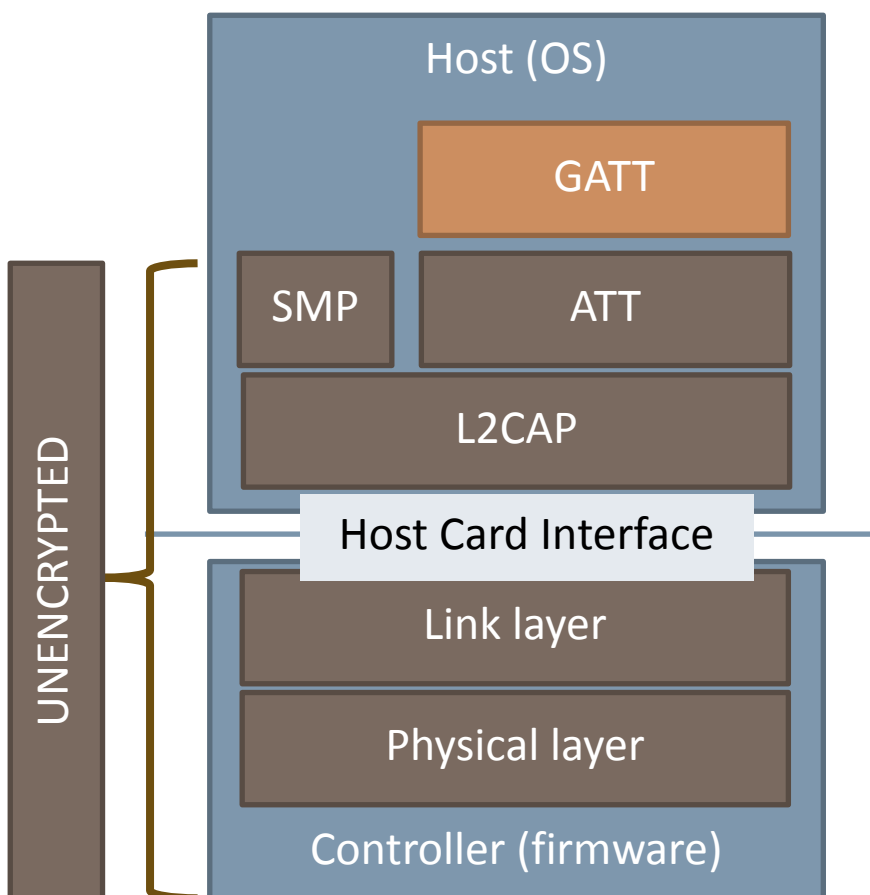 Host (OS)
GATT
SMP
ATT
L2CAP
UNENCRYPTED
Host Card Interface
Link layer
Physical layer
Controller (firmware)